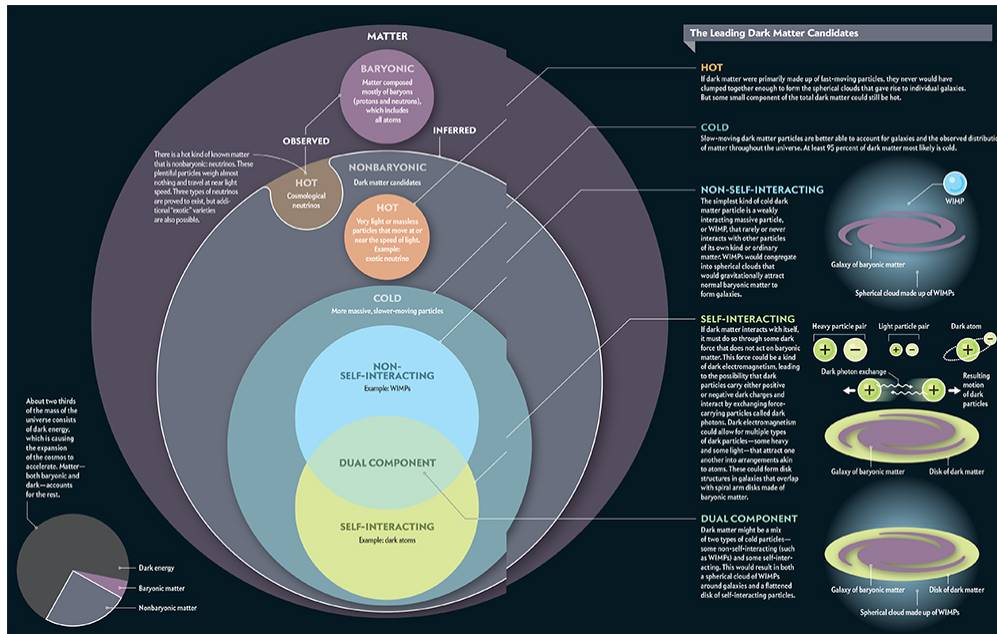 MATTER
BARYONIC
Matter composed
mostly of baryons
(protons and neutrons),
which includes
all atoms
OBSERVED
INFERRED
There is a hot kind of known matter
that is nonbaryonic: neutrinos. These
plentiful particles weigh almost
nothing and travel at near light
speed. Three types of neutrinos
are proved to exist, but addi-
tional “exotic” varieties
are also possible.
HOT
Cosmological
neutrinos
NONBARYONIC
Dark matter candidates
HOT
Very light or massless
particles that move at or
near the speed of light.
Example:
exotic neutrino
COLD
More massive, slower-moving particles
NON-
SELF-INTERACTING
Example: WIMPs
DUAL COMPONENT
SELF-INTERACTING
Example: dark atoms
About two thirds
of the mass of the
universe consists
of dark energy,
which is causing
the expansion
of the cosmos
to accelerate. Matter—
both baryonic and
dark—accounts
for the rest.
Dark energy
Baryonic matter
Nonbaryonic matter
The Leading Dark Matter Candidates
HOT
If dark matter were primarily made up of fast-moving particles, they never would have
clumped together enough to form the spherical clouds that gave rise to individual galaxies.
But some small component of the total dark matter could still be hot.
COLD
Slow-moving dark matter particles are better able to account for galaxies and the observed distributio
of matter throughout the universe. At least 95 percent of dark matter most likely is cold.
NON-SELF-INTERACTING
The simplest kind of cold dark
matter particle is a weakly
interacting massive particle,
or WIMP, that rarely or never
interacts with other particles
of its own kind or ordinary
matter. WIMPs would congregate
into spherical clouds that
would gravitationally attract
normal baryonic matter to
form galaxies.
WIMP
Galaxy of baryonic matter
Spherical cloud made up of WIMPs
SELF-INTERACTING
If dark matter interacts with itself,
it must do so through some dark
force that does not act on baryonic
matter. This force could be a kind
of dark electromagnetism, leading
to the possibility that dark
particles carry either positive
or negative dark charges and
interact by exchanging force-
carrying particles called dark
photons. Dark electromagnetism
could allow for multiple types
of dark particles—some heavy
and some light—that attract one
another into arrangements akin
to atoms. These could form disk
structures in galaxies that overlap
with spiral arm disks made of
baryonic matter.
Heavy particle pair
Light particle pair
Dark atom
+ −
+ −
+ −
Dark photon exchange
+ +
Resulting
motion
of dark
particles
Galaxy of baryonic matter
Disk of dark matter
DUAL COMPONENT
Dark matter might be a mix
of two types of cold particles—
some non-self-interacting (such
as WIMPs) and some self-inter-
acting. This would result in both
a spherical cloud of WIMPs
around galaxies and a flattened
disk of self-interacting particles.
Galaxy of baryonic matter
Disk of dark matter
Spherical cloud made up of WIMPs